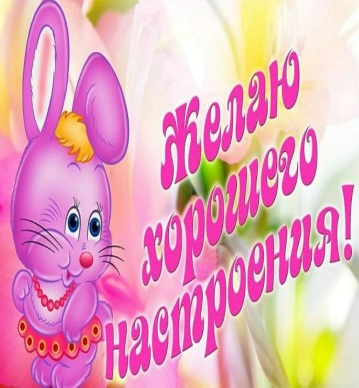 Желаю
хорошего
настроения!